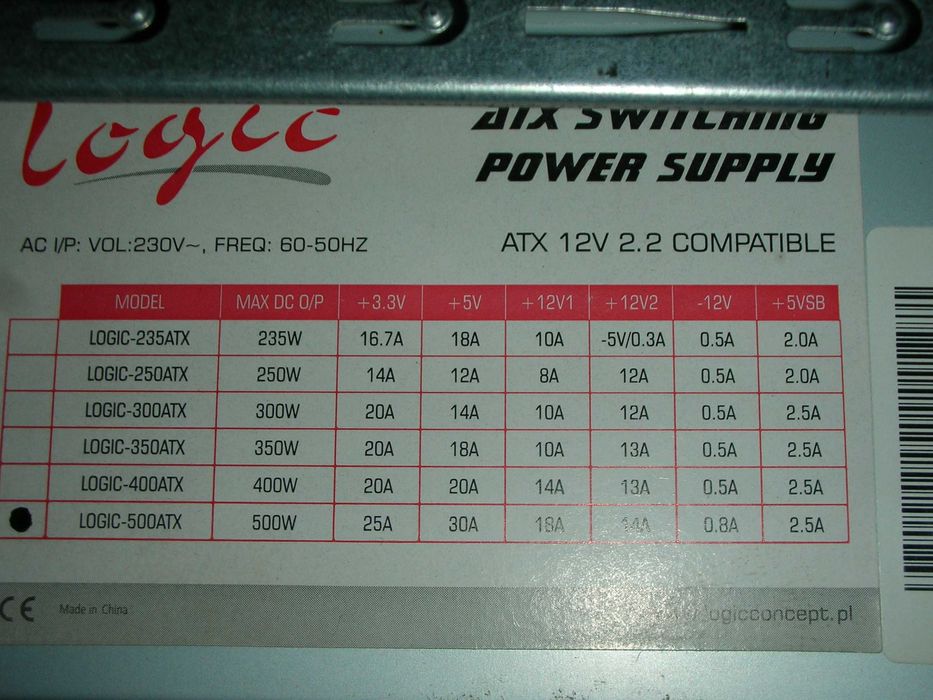 Logic
ATX SWITCHING
POWER SUPPLY
AC I/P: VOL:230V~, FREQ: 60-50HZ
ATX 12V 2.2 COMPATIBLE
MODEL MAX DC O/P +3.3V +5V +12V1 +12V2 -12V +5VSB
LOGIC-235ATX 235W 16.7A 18A 10A -5V/0.3A 0.5A 2.0A
LOGIC-250ATX 250W 14A 12A 8A 12A 0.5A 2.0A
LOGIC-300ATX 300W 20A 14A 10A 12A 0.5A 2.5A
LOGIC-350ATX 350W 20A 18A 10A 13A 0.5A 2.5A
LOGIC-400ATX 400W 20A 20A 14A 13A 0.5A 2.5A
LOGIC-500ATX 500W 25A 30A 14A 0.8A 2.5A
CE Made in China
logicconcept.pl